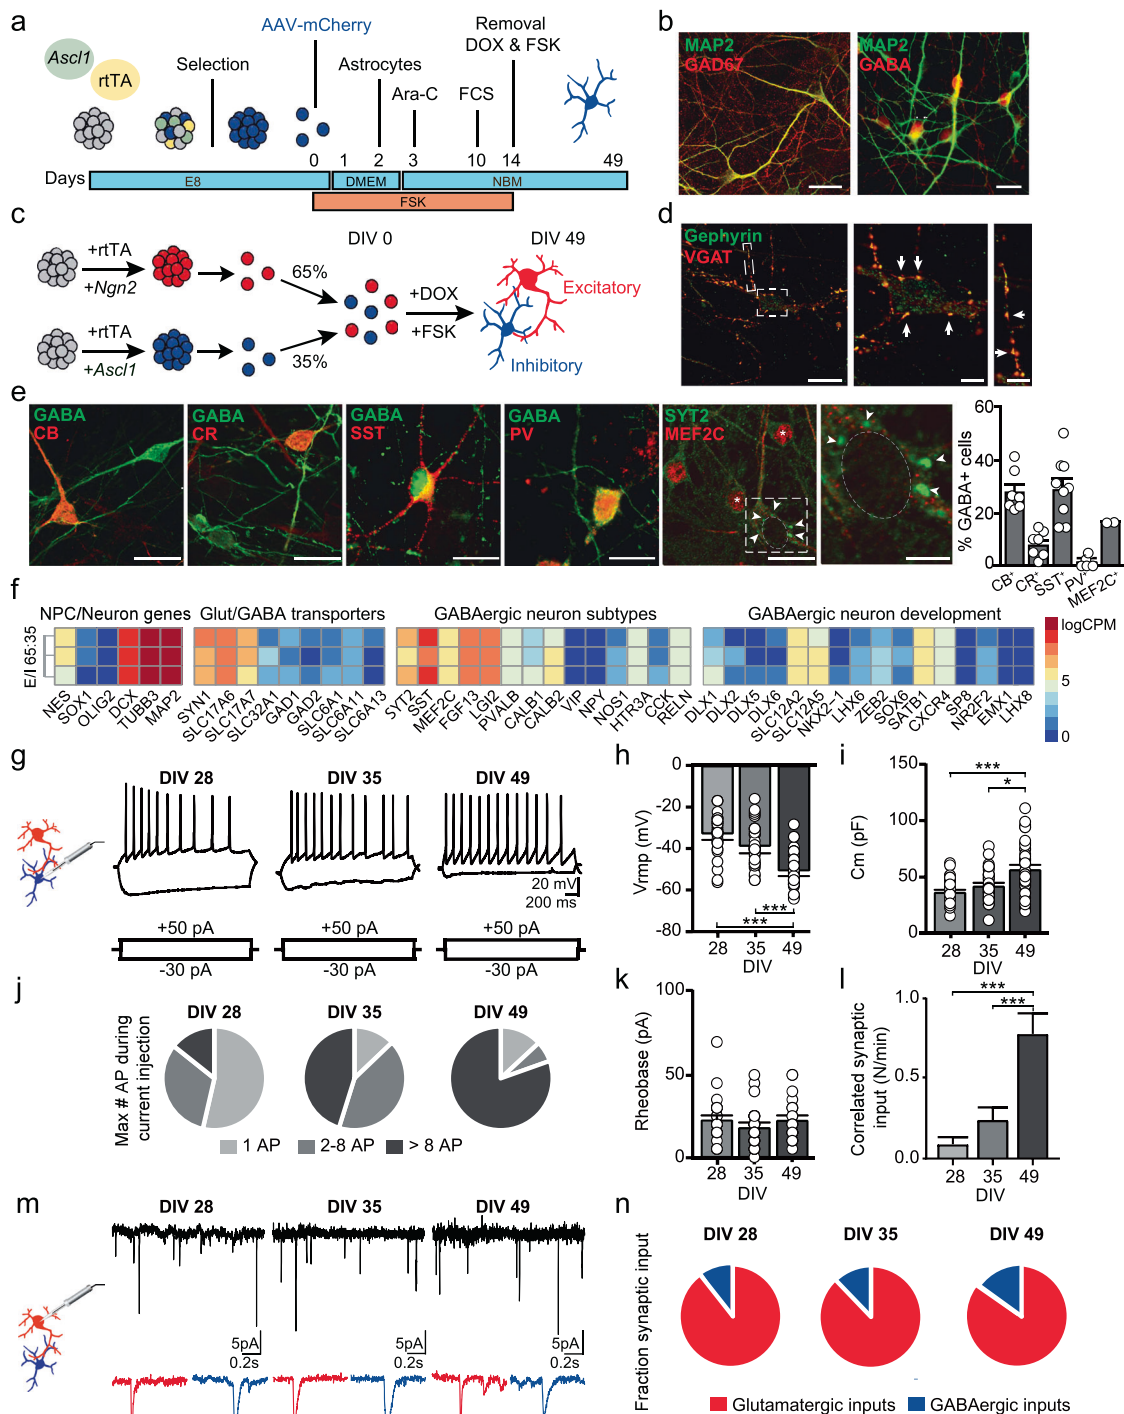 a
Ascl1
rtTA
Selection
AAV-mCherry
Astrocytes
Ara-C
FCS
Removal
DOX & FSK
0 1 2 3 10 14 49
Days
E8
DMEM
NBM
FSK
b
MAP2
GAD67
MAP2
GABA
c
+rtTA
+Ngn2
+rtTA
+Ascl1
65%
35%
DIV 0
+DOX
+FSK
DIV 49
Excitatory
Inhibitory
d
Gephyrin
VGAT
e
GABA
CB
GABA
CR
GABA
SST
GABA
PV
SYT2
MEF2C
*
*
% GABA+ cells
60
40
20
0
CB+ CR+ SST+ PV+ MEF2C+
f
NPC/Neuron genes
Glut/GABA transporters
GABAergic neuron subtypes
GABAergic neuron development
E/I 65:35
NES SOX1 OLIG2 DCX TUBB3 MAP2
SYN1 SLC17A6 SLC17A7 SLC32A1 GAD1 GAD2 SLC6A1 SLC6A11 SLC6A13
SYT2 SST MEF2C FGF13 LGI2 PVALB CALB1 CALB2 VIP NPY NOS1 HTR3A CCK RELN
DLX1 DLX2 DLX5 DLX6 SLC12A2 SLC12A5 NKX2-1 LHX6 ZEB2 SOX6 SATB1 CXCR4 SP8 NR2F2 EMX1 LHX8
logCPM
5
0
g
DIV 28 DIV 35 DIV 49
20 mV
200 ms
+50 pA +50 pA +50 pA
-30 pA -30 pA -30 pA
h
Vrmp (mV)
0
-20
-40
-60
-80
***
***
28 35 49
DIV
i
Cm (pF)
150
100
50
0
***
*
28 35 49
DIV
j
Max # AP during
current injection
DIV 28 DIV 35 DIV 49
1 AP 2-8 AP > 8 AP
k
Rheobase (pA)
100
50
0
28 35 49
DIV
l
Correlated synaptic
input (N/min)
1.0
0.5
0.0
***
***
28 35 49
DIV
m
DIV 28 DIV 35 DIV 49
5pA
0.2s
5pA
0.2s
5pA
0.2s
n
Fraction synaptic input
DIV 28 DIV 35 DIV 49
Glutamatergic inputs GABAergic inputs